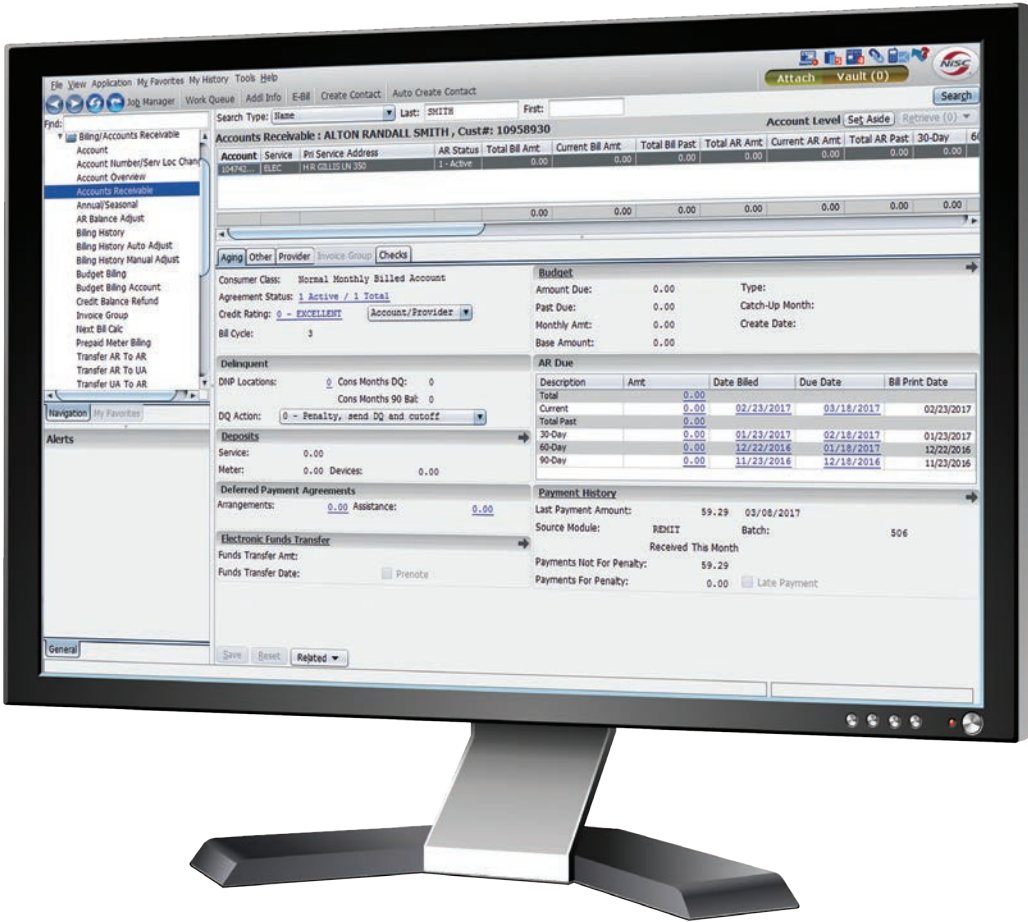 NISC
File View Application My Favorites My History Tools Help
Attach Vault (0)
Job Manager Work Queue Addl Info E-Bill Create Contact Auto Create Contact
Search
Find:
Search Type: Name Last: SMITH First:
Account Level Set Aside Retrieve (0)
Billing/Accounts Receivable
Account
Account Number/Serv Loc Chan
Account Overview
Accounts Receivable
Annual/Seasonal
AR Balance Adjust
Billing History
Billing History Auto Adjust
Billing History Manual Adjust
Budget Billing
Budget Billing Account
Credit Balance Refund
Invoice Group
Next Bill Calc
Prepaid Meter Billing
Transfer AR To AR
Transfer AR To UA
Transfer UA To AR
Navigation My Favorites
Alerts
General
Accounts Receivable : ALTON RANDALL SMITH , Cust#: 10958930
Account Service Pri Service Address AR Status Total Bill Amt Current Bill Amt Total Bill Past Total AR Amt Current AR Amt Total AR Past 30-Day 60
104742... ELEC H R GILLIS LN 350 1 - Active 0.00 0.00 0.00 0.00 0.00 0.00 0.00
0.00 0.00 0.00 0.00 0.00 0.00 0.00
Aging Other Provider Invoice Group Checks
Consumer Class: Normal Monthly Billed Account
Agreement Status: 1 Active / 1 Total
Credit Rating: 0 - EXCELLENT Account/Provider
Bill Cycle: 3
Delinquent
DNP Locations: 0 Cons Months DQ: 0
Cons Months 90 Bal: 0
DQ Action: 0 - Penalty, send DQ and cutoff
Deposits
Service: 0.00
Meter: 0.00 Devices: 0.00
Deferred Payment Agreements
Arrangements: 0.00 Assistance: 0.00
Electronic Funds Transfer
Funds Transfer Amt:
Funds Transfer Date: Prenote
Budget
Amount Due: 0.00 Type:
Past Due: 0.00 Catch-Up Month:
Monthly Amt: 0.00 Create Date:
Base Amount: 0.00
AR Due
Description Amt Date Billed Due Date Bill Print Date
Total 0.00
Current 0.00 02/23/2017 03/18/2017 02/23/2017
Total Past 0.00
30-Day 0.00 01/23/2017 02/18/2017 01/23/2017
60-Day 0.00 12/22/2016 01/18/2017 12/22/2016
90-Day 0.00 11/23/2016 12/18/2016 11/23/2016
Payment History
Last Payment Amount: 59.29 03/08/2017
Source Module: REMIT Batch: 506
Received This Month
Payments Not For Penalty: 59.29
Payments For Penalty: 0.00 Late Payment
Save Reset Related